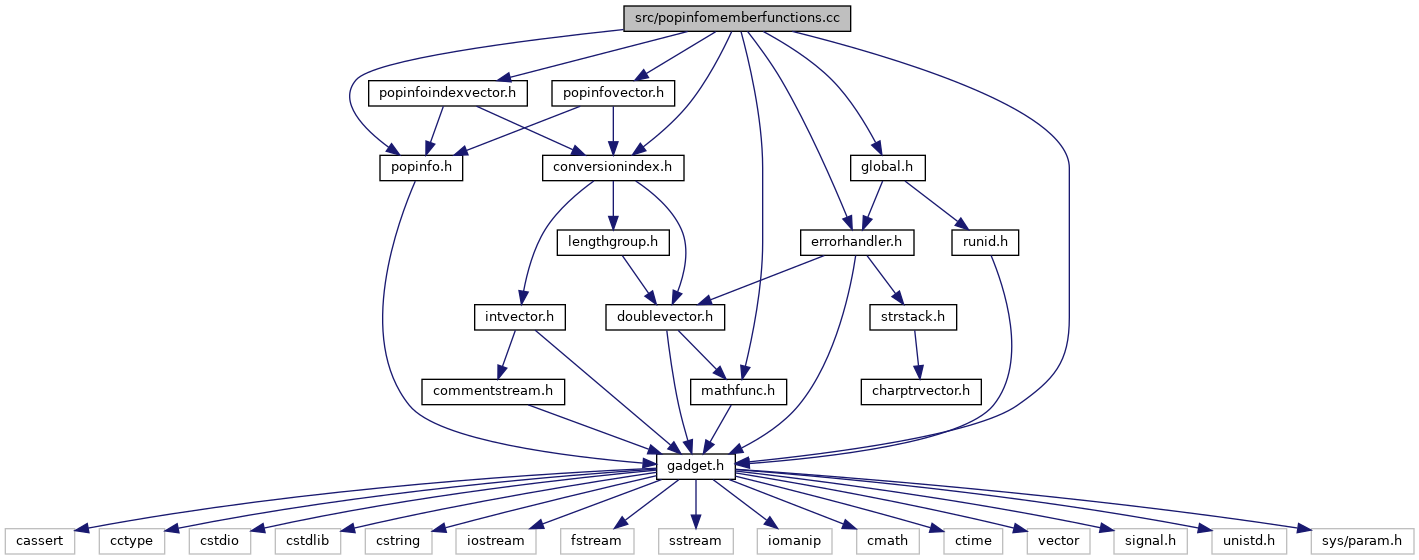 src/popinfomemberfunctions.cc
popinfoindexvector.h
popinfovector.h
popinfo.h
conversionindex.h
global.h
lengthgroup.h
errorhandler.h
runid.h
intvector.h
doublevector.h
strstack.h
commentstream.h
mathfunc.h
charptrvector.h
gadget.h
cassert
cctype
cstdio
cstdlib
cstring
iostream
fstream
sstream
iomanip
cmath
ctime
vector
signal.h
unistd.h
sys/param.h